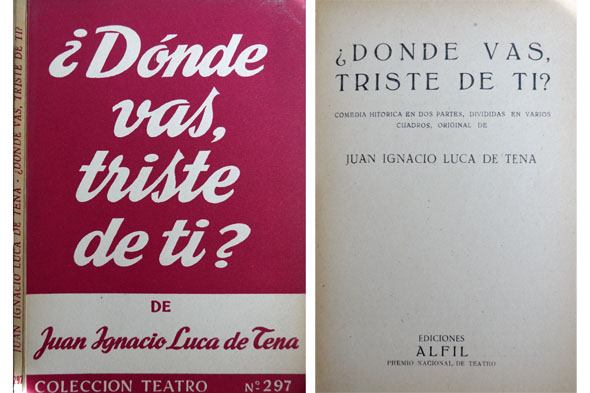 JUAN IGNACIO LUCA DE TENA - ¿DONDE VAS, TRISTE DE TI?
297
¿Dónde
vas,
triste
de ti?
DE
Juan Ignacio Luca de Tena
COLECCION TEATRO Nº 297
¿DONDE VAS,
TRISTE DE TI?
COMEDIA HITORICA EN DOS PARTES, DIVIDIDAS EN VARIOS
CUADROS, ORIGINAL DE
JUAN IGNACIO LUCA DE TENA
EDICIONES
ALFIL
PREMIO NACIONAL DE TEATRO